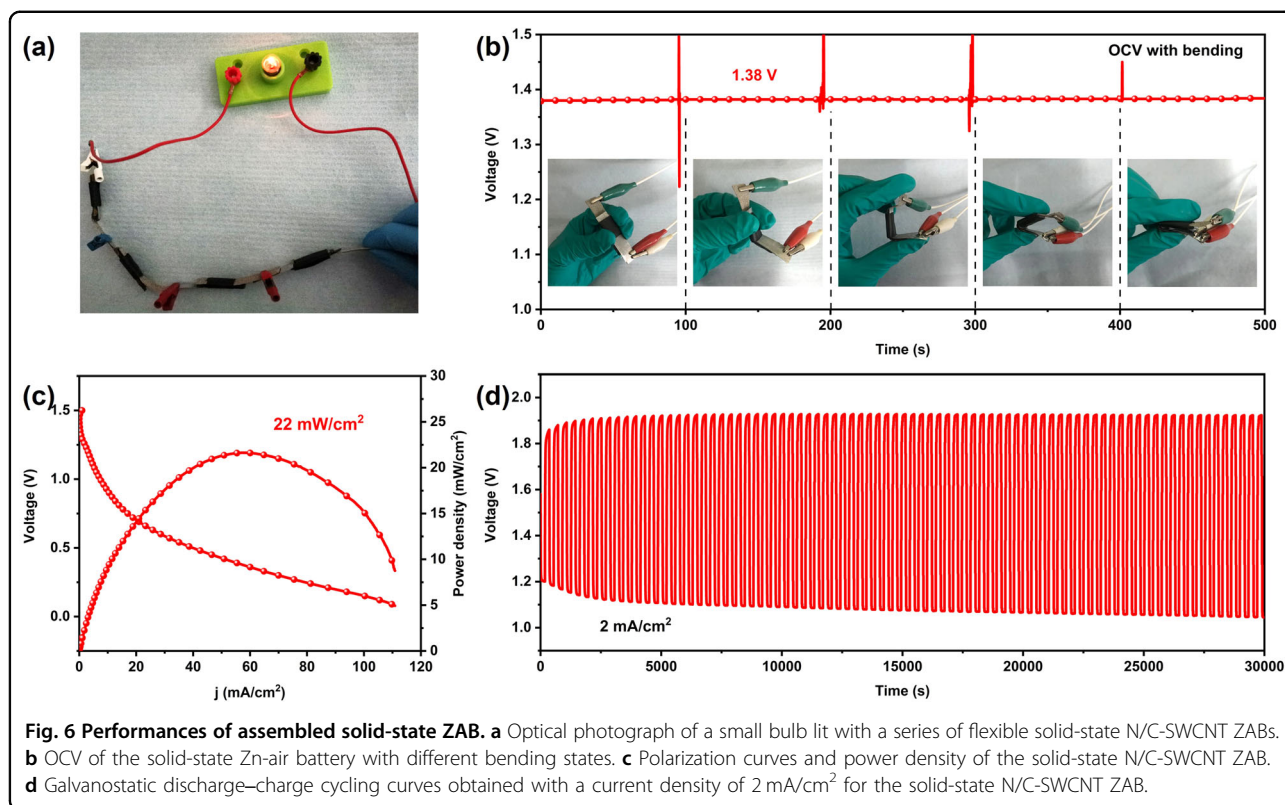 (a)
(b)
1.5
1.4
1.3
1.2
1.1
1.0
Voltage (V)
1.38 V
OCV with bending
0
100
200
300
400
500
Time (s)
(c)
1.5
1.0
0.5
0.0
Voltage (V)
22 mW/cm²
30
25
20
15
10
5
0
Power density (mW/cm²)
0
20
40
60
80
100
120
j (mA/cm²)
(d)
2.0
1.8
1.6
1.4
1.2
1.0
Voltage (V)
2 mA/cm²
0
5000
10000
15000
20000
25000
30000
Time (s)
Fig. 6 Performances of assembled solid-state ZAB. a Optical photograph of a small bulb lit with a series of flexible solid-state N/C-SWCNT ZABs.
b OCV of the solid-state Zn-air battery with different bending states. c Polarization curves and power density of the solid-state N/C-SWCNT ZAB.
d Galvanostatic discharge–charge cycling curves obtained with a current density of 2 mA/cm² for the solid-state N/C-SWCNT ZAB.